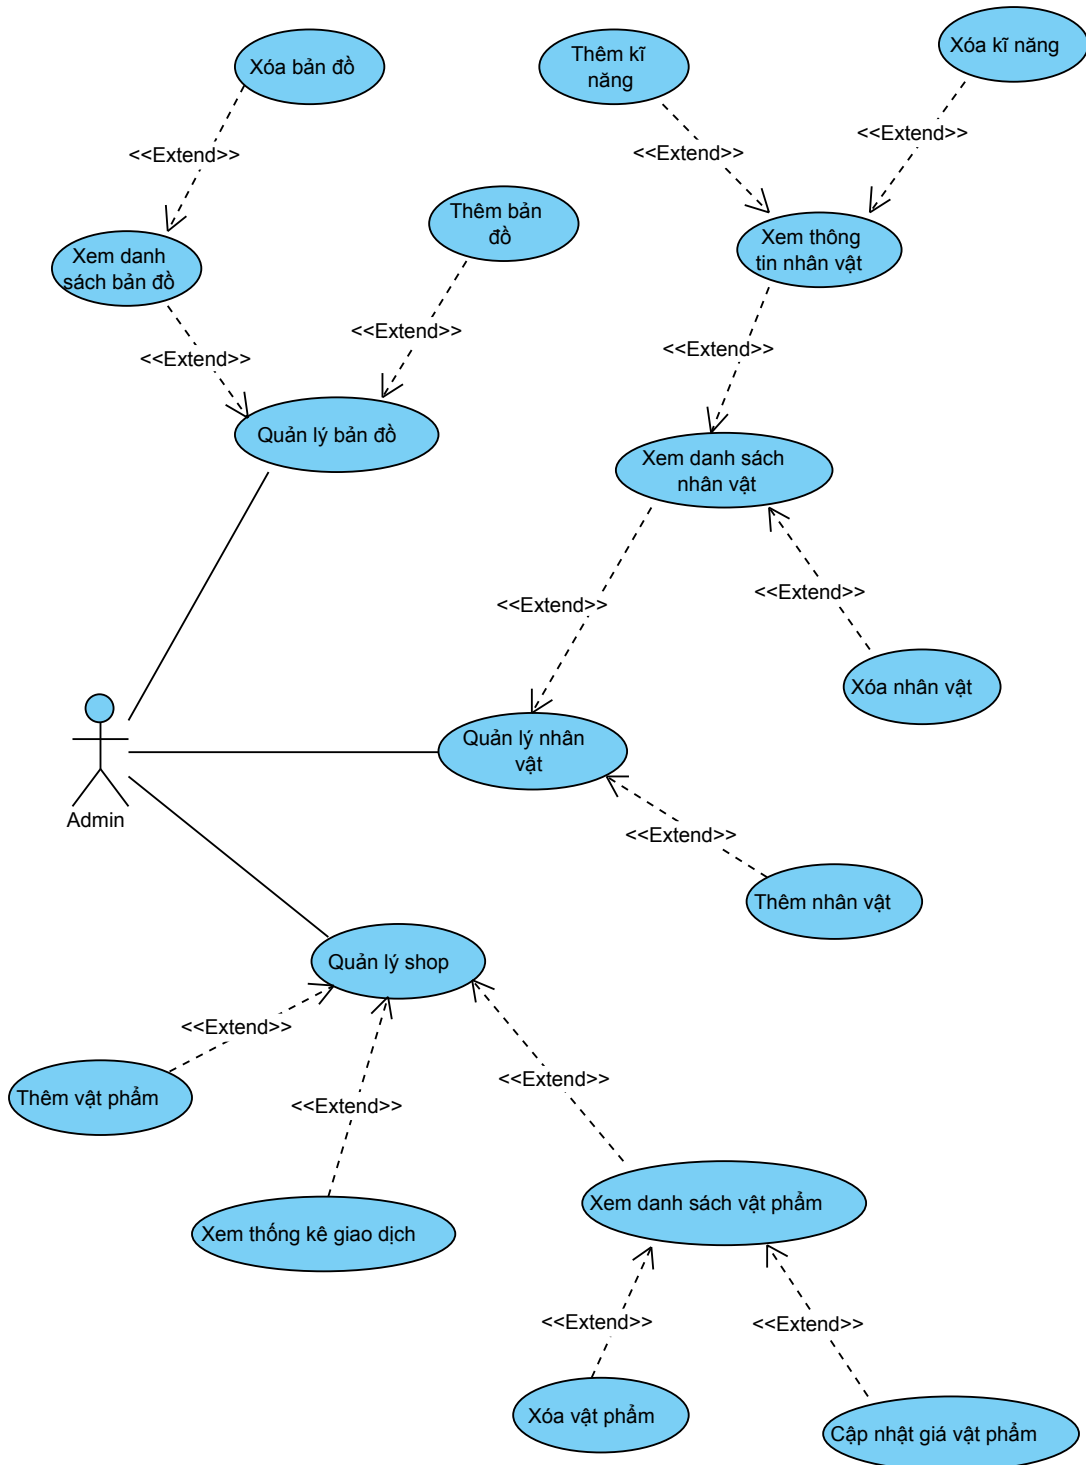 Xóa kĩ năng
Thêm kĩ
năng
Xóa bản đồ
<<Extend>>
<<Extend>>
<<Extend>>
Thêm bản
đồ
Xem thông
tin nhân vật
Xem danh
sách bản đồ
<<Extend>>
<<Extend>>
<<Extend>>
Quản lý bản đồ
Xem danh sách
nhân vật
<<Extend>>
<<Extend>>
Xóa nhân vật
Quản lý nhân
vật
Admin
<<Extend>>
Thêm nhân vật
Quản lý shop
<<Extend>>
<<Extend>>
Thêm vật phẩm
<<Extend>>
Xem danh sách vật phẩm
Xem thống kê giao dịch
<<Extend>>
<<Extend>>
Xóa vật phẩm
Cập nhật giá vật phẩm